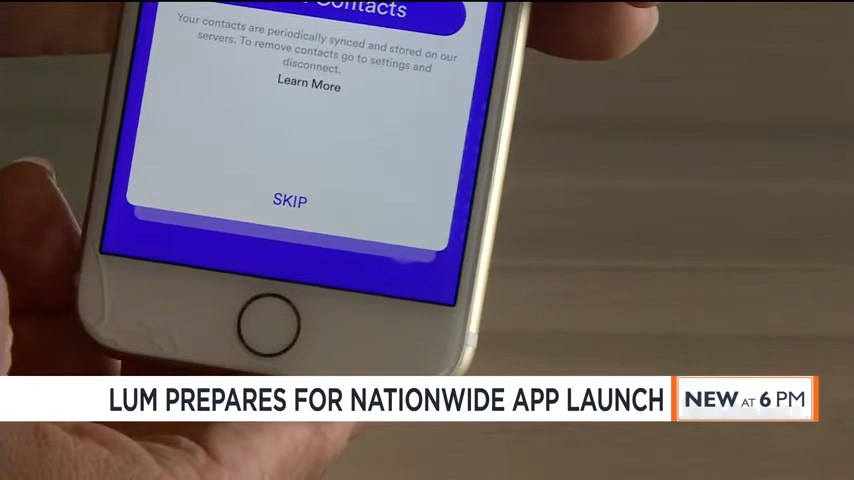 Contacts
Your contacts are periodically synced and stored on our
servers. To remove contacts go to settings and
disconnect.
Learn More
SKIP
LUM PREPARES FOR NATIONWIDE APP LAUNCH
NEW AT 6 PM